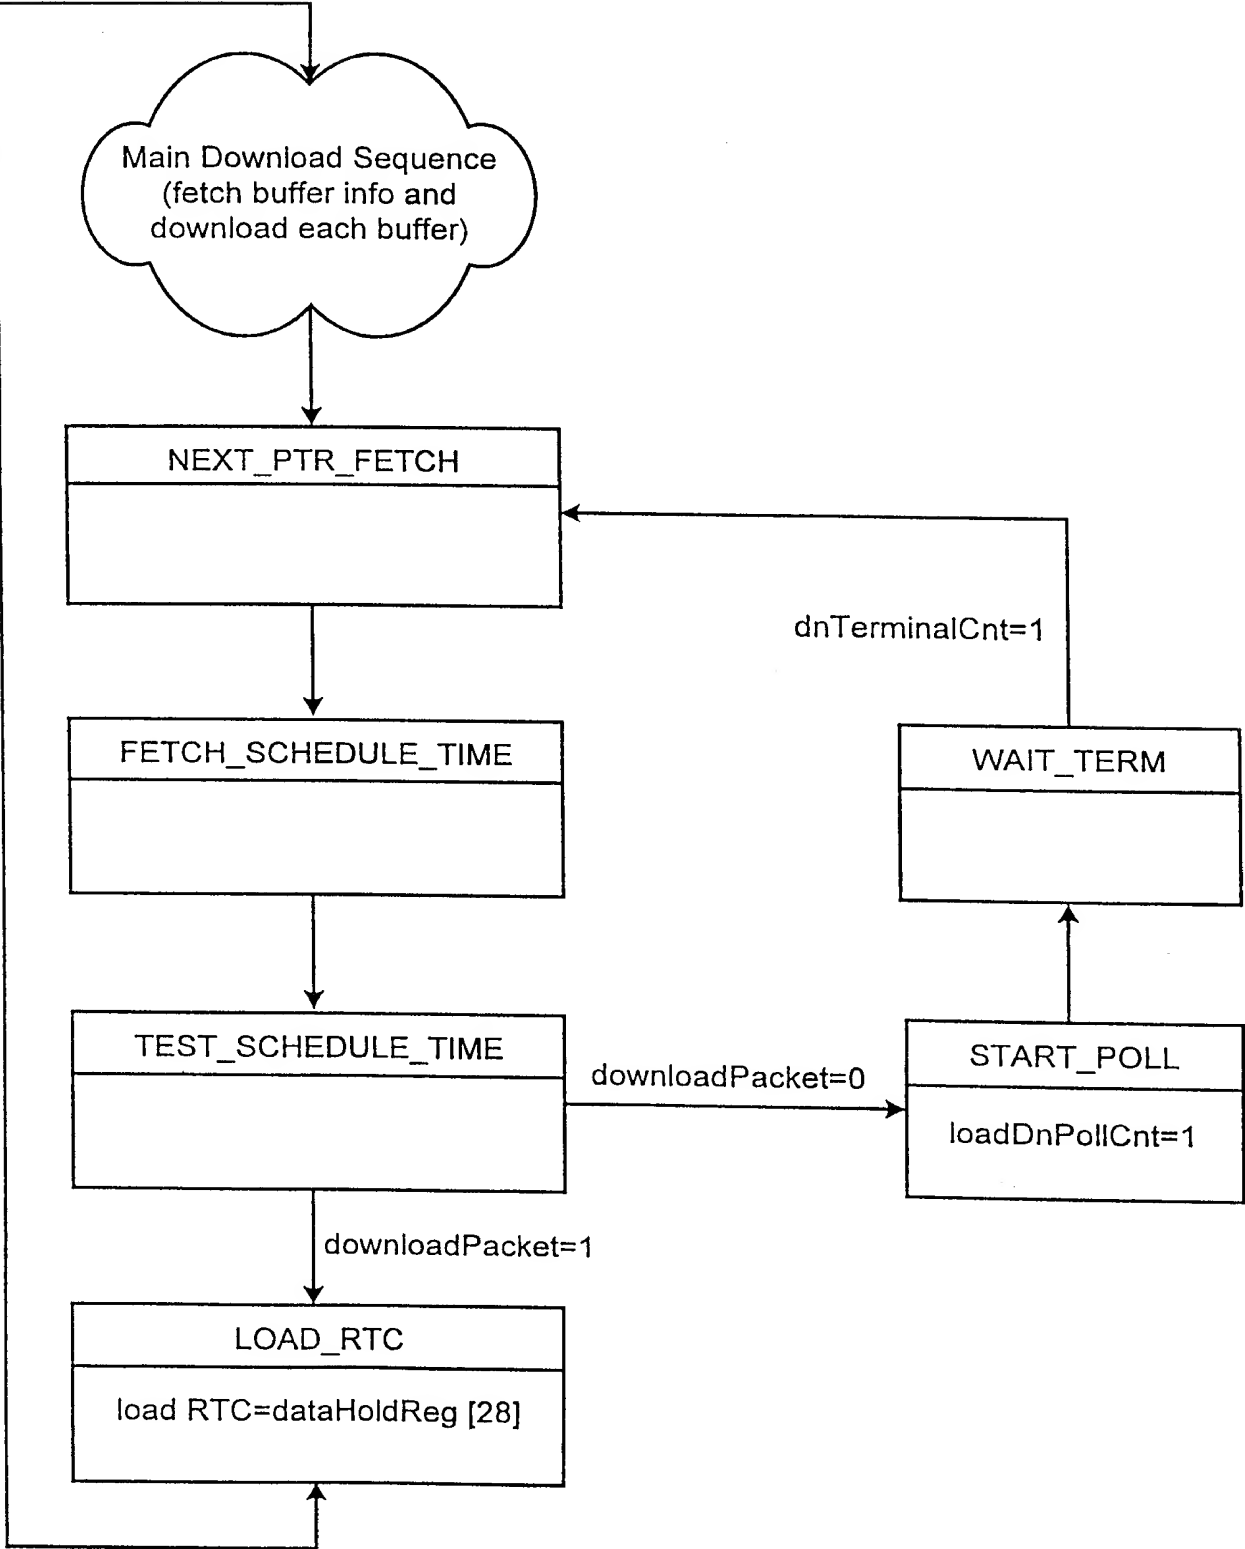 Main Download Sequence
(fetch buffer info and
download each buffer)
NEXT_PTR_FETCH
dnTerminalCnt=1
FETCH_SCHEDULE_TIME
WAIT_TERM
TEST_SCHEDULE_TIME
downloadPacket=0
START_POLL
loadDnPollCnt=1
downloadPacket=1
LOAD_RTC
load RTC=dataHoldReg [28]